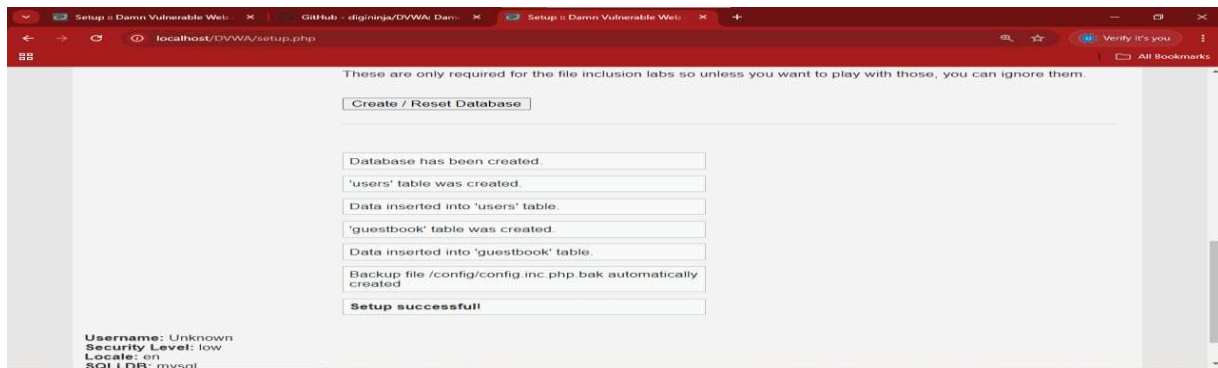 Setup :: Damn Vulnerable Web
GitHub - digininja/DVWA: Dam
Setup :: Damn Vulnerable Web
localhost/DVWA/setup.php
Verify it's you
All Bookmarks
These are only required for the file inclusion labs so unless you want to play with those, you can ignore them.
Create / Reset Database
Database has been created.
'users' table was created.
Data inserted into 'users' table.
'guestbook' table was created.
Data inserted into 'guestbook' table.
Backup file /config/config.inc.php.bak automatically
created
Setup successful!
Username: Unknown
Security Level: low
Locale: en
SQLi DB: mysql